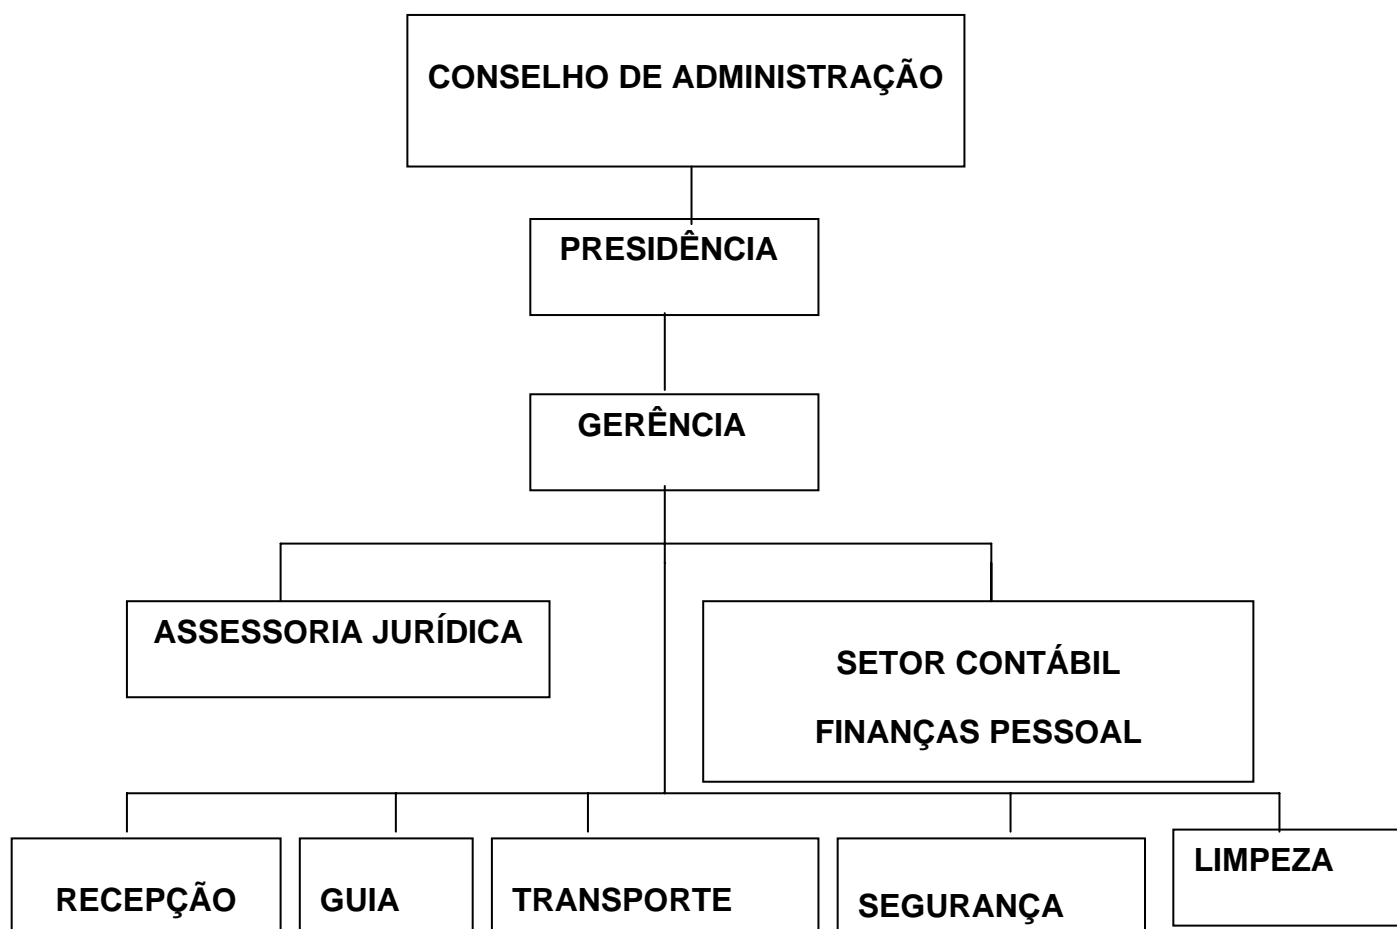 CONSELHO DE ADMINISTRAÇÃO
PRESIDÊNCIA
GERÊNCIA
ASSESSORIA JURÍDICA
SETOR CONTÁBIL
FINANÇAS PESSOAL
RECEPÇÃO
GUIA
TRANSPORTE
SEGURANÇA
LIMPEZA